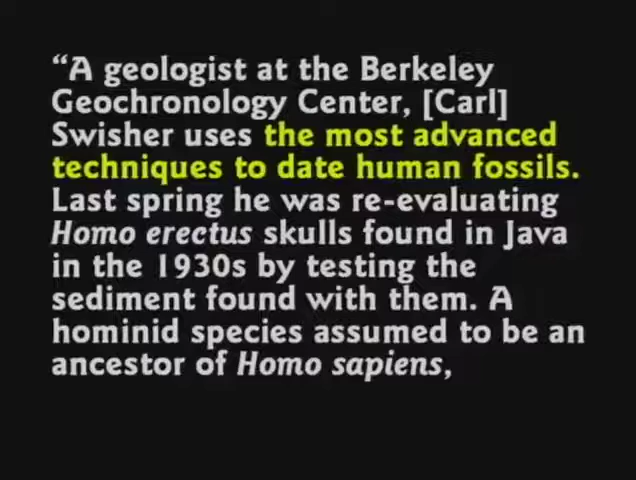 “A geologist at the Berkeley
Geochronology Center, [Carl]
Swisher uses the most advanced
techniques to date human fossils.
Last spring he was re-evaluating
Homo erectus skulls found in Java
in the 1930s by testing the
sediment found with them. A
hominid species assumed to be an
ancestor of Homo sapiens,